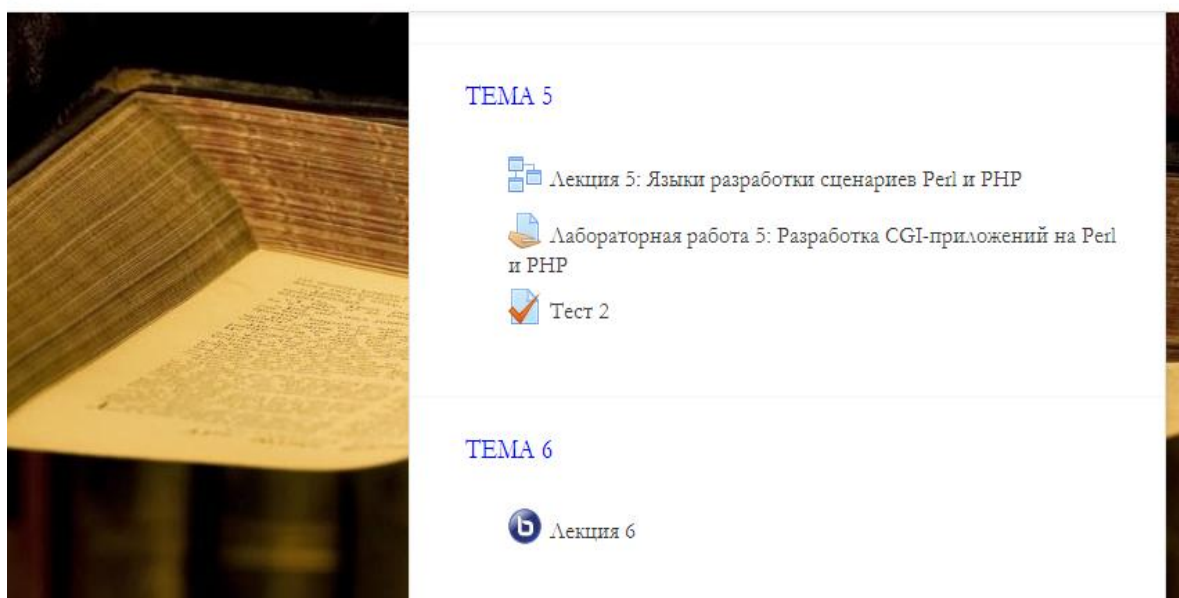 ТЕМА 5
Лекция 5: Языки разработки сценариев Perl и PHP
Лабораторная работа 5: Разработка CGI-приложений на Perl
и PHP
Тест 2
ТЕМА 6
Лекция 6